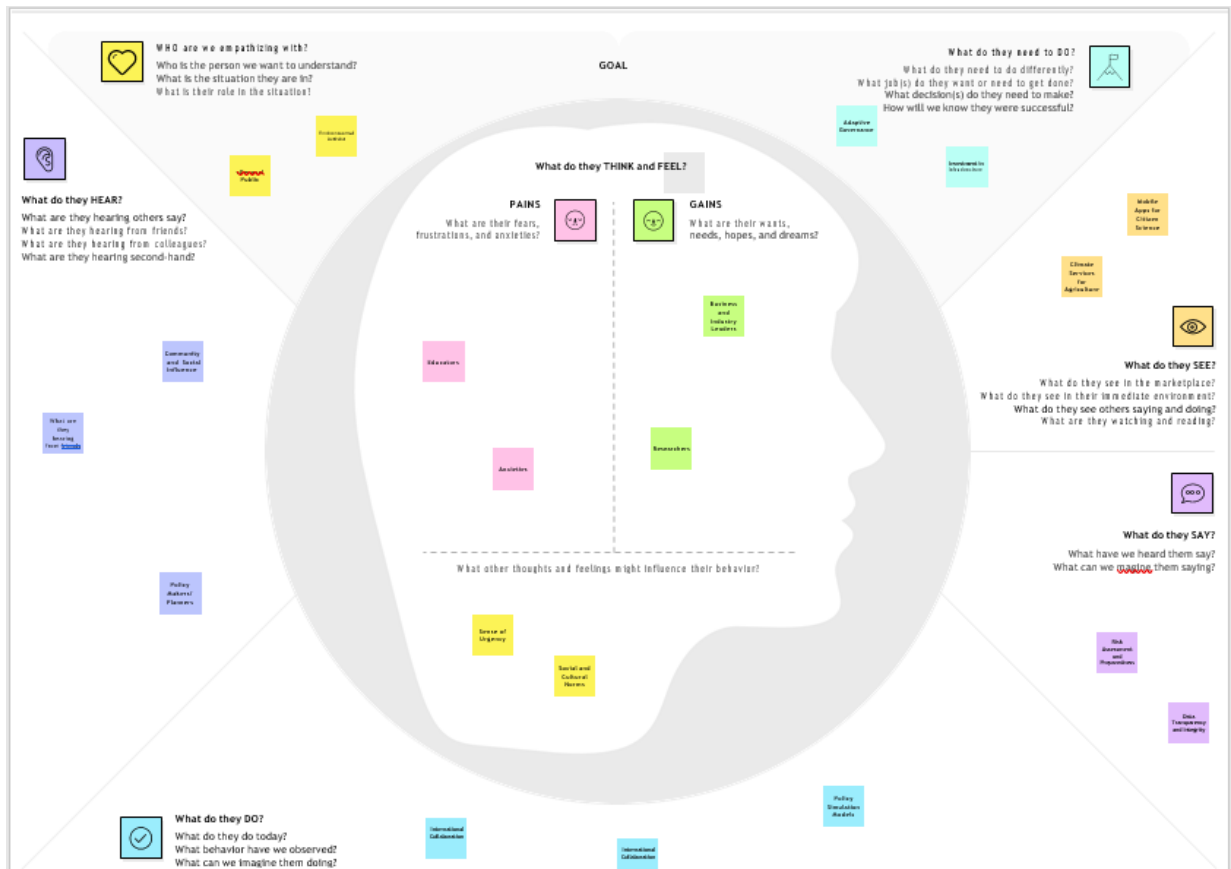 WHO are we empathizing with?
Who is the person we want to understand?
What is the situation they are in?
What is their role in the situation?
GOAL
What do they need to DO?
What do they need to do differently?
What job(s) do they want or need to get done?
What decision(s) do they need to make?
How will we know they were successful?
Adaptive
Governance
Investment in
Public
What do they HEAR?
What are they hearing others say?
What are they hearing from friends?
What are they hearing from colleagues?
What are they hearing second-hand?
What do they THINK and FEEL?
PAINS
What are their fears,
frustrations, and anxieties?
GAINS
What are their wants,
needs, hopes, and dreams?
Mobile
Apps for
Citizen
Science
Climate
Services
for
Agriculture
Business
and
Industry
Leaders
Community
and Social
Influence
Educators
What do they SEE?
What do they see in the marketplace?
What do they see in their immediate environment?
What do they see others saying and doing?
What are they watching and reading?
What are
they
hearing
from friends
Researchers
Anxieties
What do they SAY?
What have we heard them say?
What can we magine them saying?
What other thoughts and feelings might influence their behavior?
Policy
Makers/
Planners
Sense of
Urgency
Social and
Cultural
Norms
Risk
Assessment
and
Preparedness
Data
Transparency
and Integrity
Policy
Simulation
Models
What do they DO?
What do they do today?
What behavior have we observed?
What can we imagine them doing?
International
Collaboration
International
Collaboration